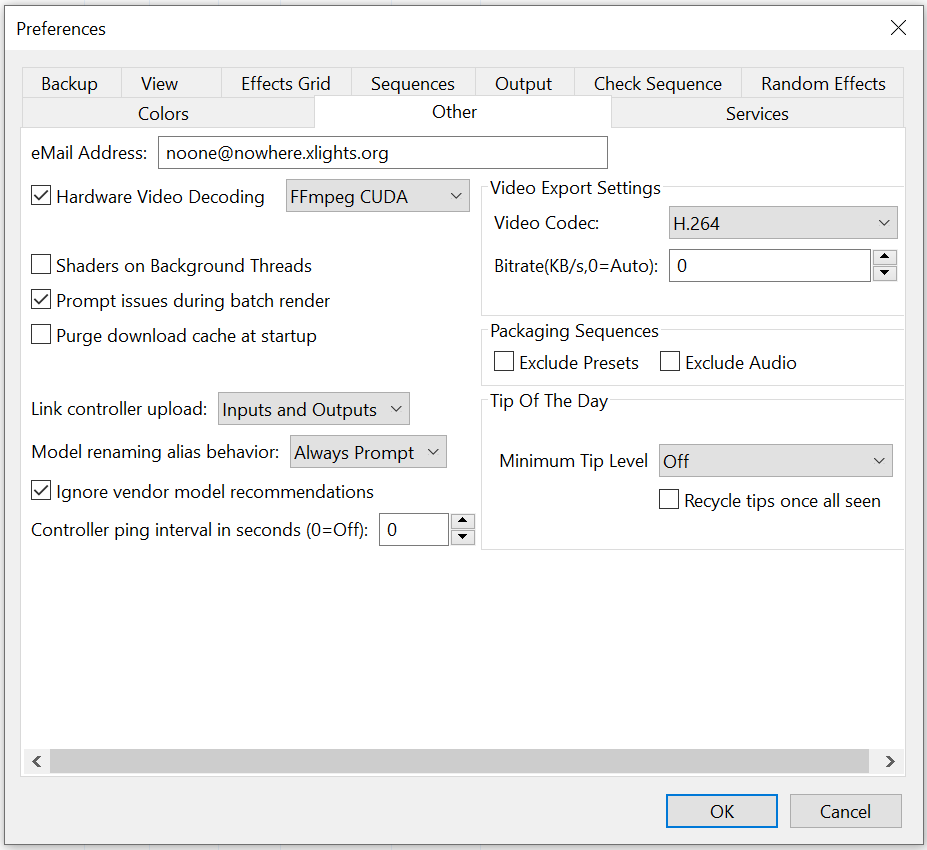 Preferences
Backup View Effects Grid Sequences Output Check Sequence Random Effects
Colors Other Services
eMail Address: noone@nowhere.xlights.org
Hardware Video Decoding FFmpeg CUDA
Shaders on Background Threads
Prompt issues during batch render
Purge download cache at startup
Link controller upload: Inputs and Outputs
Model renaming alias behavior: Always Prompt
Ignore vendor model recommendations
Controller ping interval in seconds (0=Off): 0
Video Export Settings
Video Codec: H.264
Bitrate(KB/s,0=Auto): 0
Packaging Sequences
Exclude Presets Exclude Audio
Tip Of The Day
Minimum Tip Level Off
Recycle tips once all seen
OK Cancel